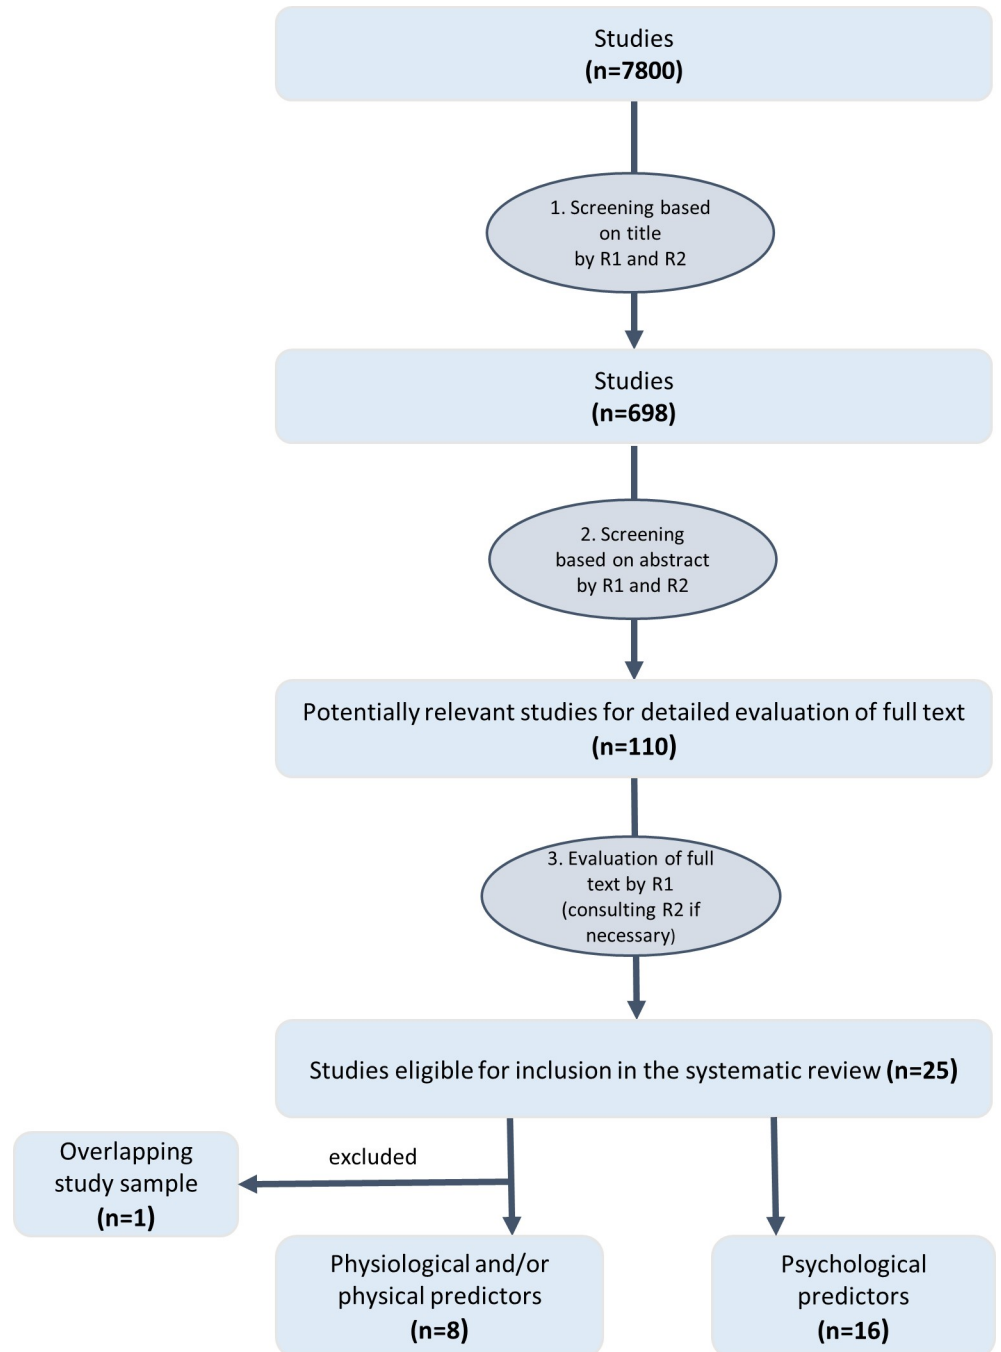 Studies
(n=7800)
1. Screening based
on title
by R1 and R2
Studies
(n=698)
2. Screening
based on abstract
by R1 and R2
Potentially relevant studies for detailed evaluation of full text
(n=110)
3. Evaluation of full
text by R1
(consulting R2 if
necessary)
Studies eligible for inclusion in the systematic review (n=25)
excluded
Overlapping
study sample
(n=1)
Physiological and/or
physical predictors
(n=8)
Psychological
predictors
(n=16)